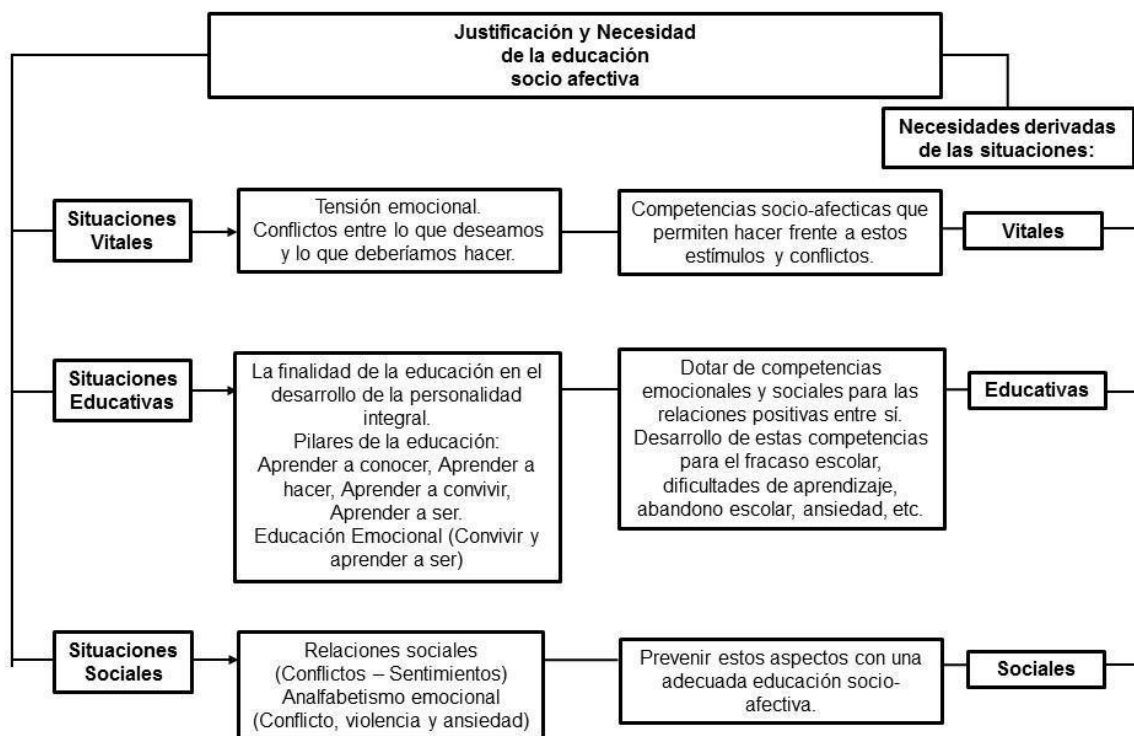 Justificación y Necesidad
de la educación
socio afectiva
Necesidades derivadas
de las situaciones:
Situaciones
Vitales
Tensión emocional.
Conflictos entre lo que deseamos
y lo que deberíamos hacer.
Competencias socio-afecticas que
permiten hacer frente a estos
estímulos y conflictos.
Vitales
Situaciones
Educativas
La finalidad de la educación en el
desarrollo de la personalidad
integral.
Pilares de la educación:
Aprender a conocer, Aprender a
hacer, Aprender a convivir,
Aprender a ser.
Educación Emocional (Convivir y
aprender a ser)
Dotar de competencias
emocionales y sociales para las
relaciones positivas entre sí.
Desarrollo de estas competencias
para el fracaso escolar,
dificultades de aprendizaje,
abandono escolar, ansiedad, etc.
Educativas
Situaciones
Sociales
Relaciones sociales
(Conflictos – Sentimientos)
Analfabetismo emocional
(Conflicto, violencia y ansiedad)
Prevenir estos aspectos con una
adecuada educación socio-
afectiva.
Sociales